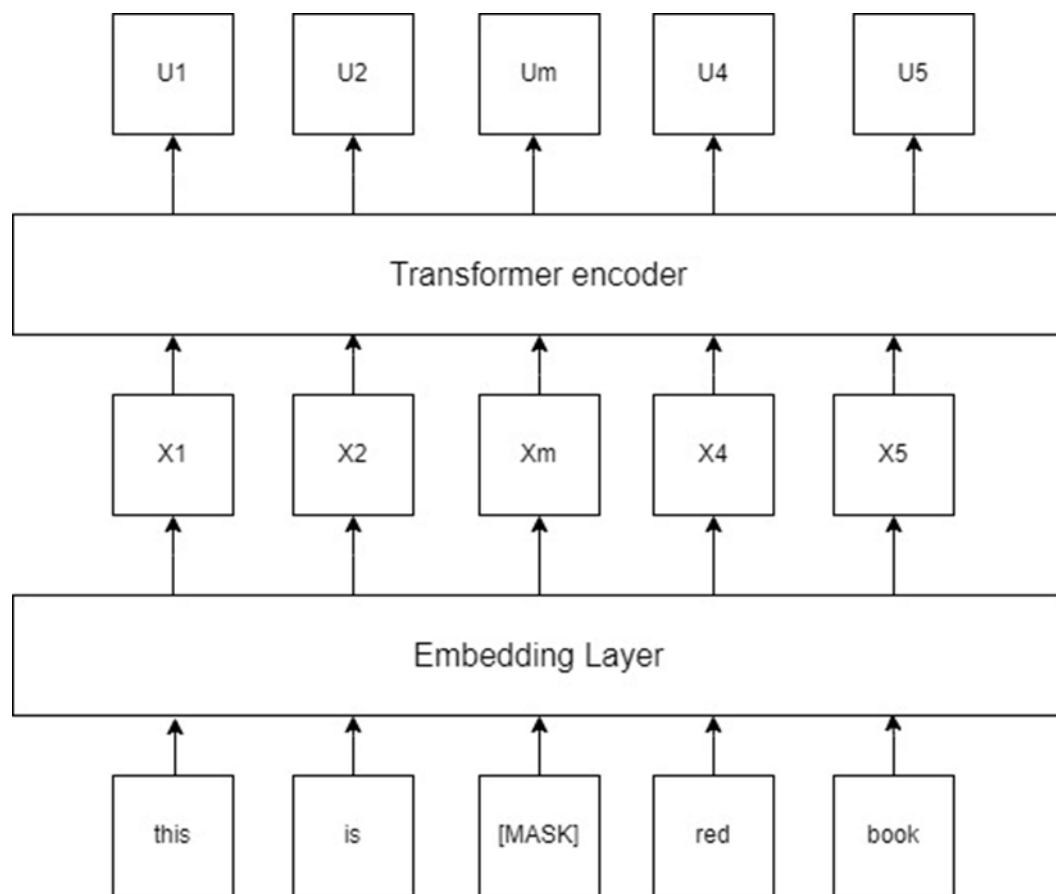 U1 U2 Um U4 U5
Transformer encoder
X1 X2 Xm X4 X5
Embedding Layer
this is [MASK] red book